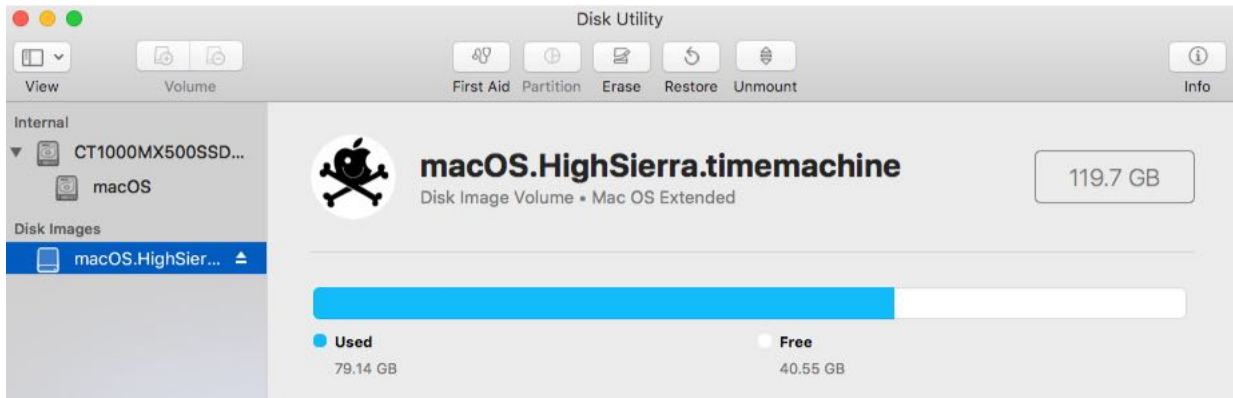 Disk Utility
View
Volume
First Aid Partition Erase Restore Unmount
Info
Internal
CT1000MX500SSD...
macOS
Disk Images
macOS.HighSier...
macOS.HighSierra.timemachine
Disk Image Volume • Mac OS Extended
119.7 GB
Used
79.14 GB
Free
40.55 GB